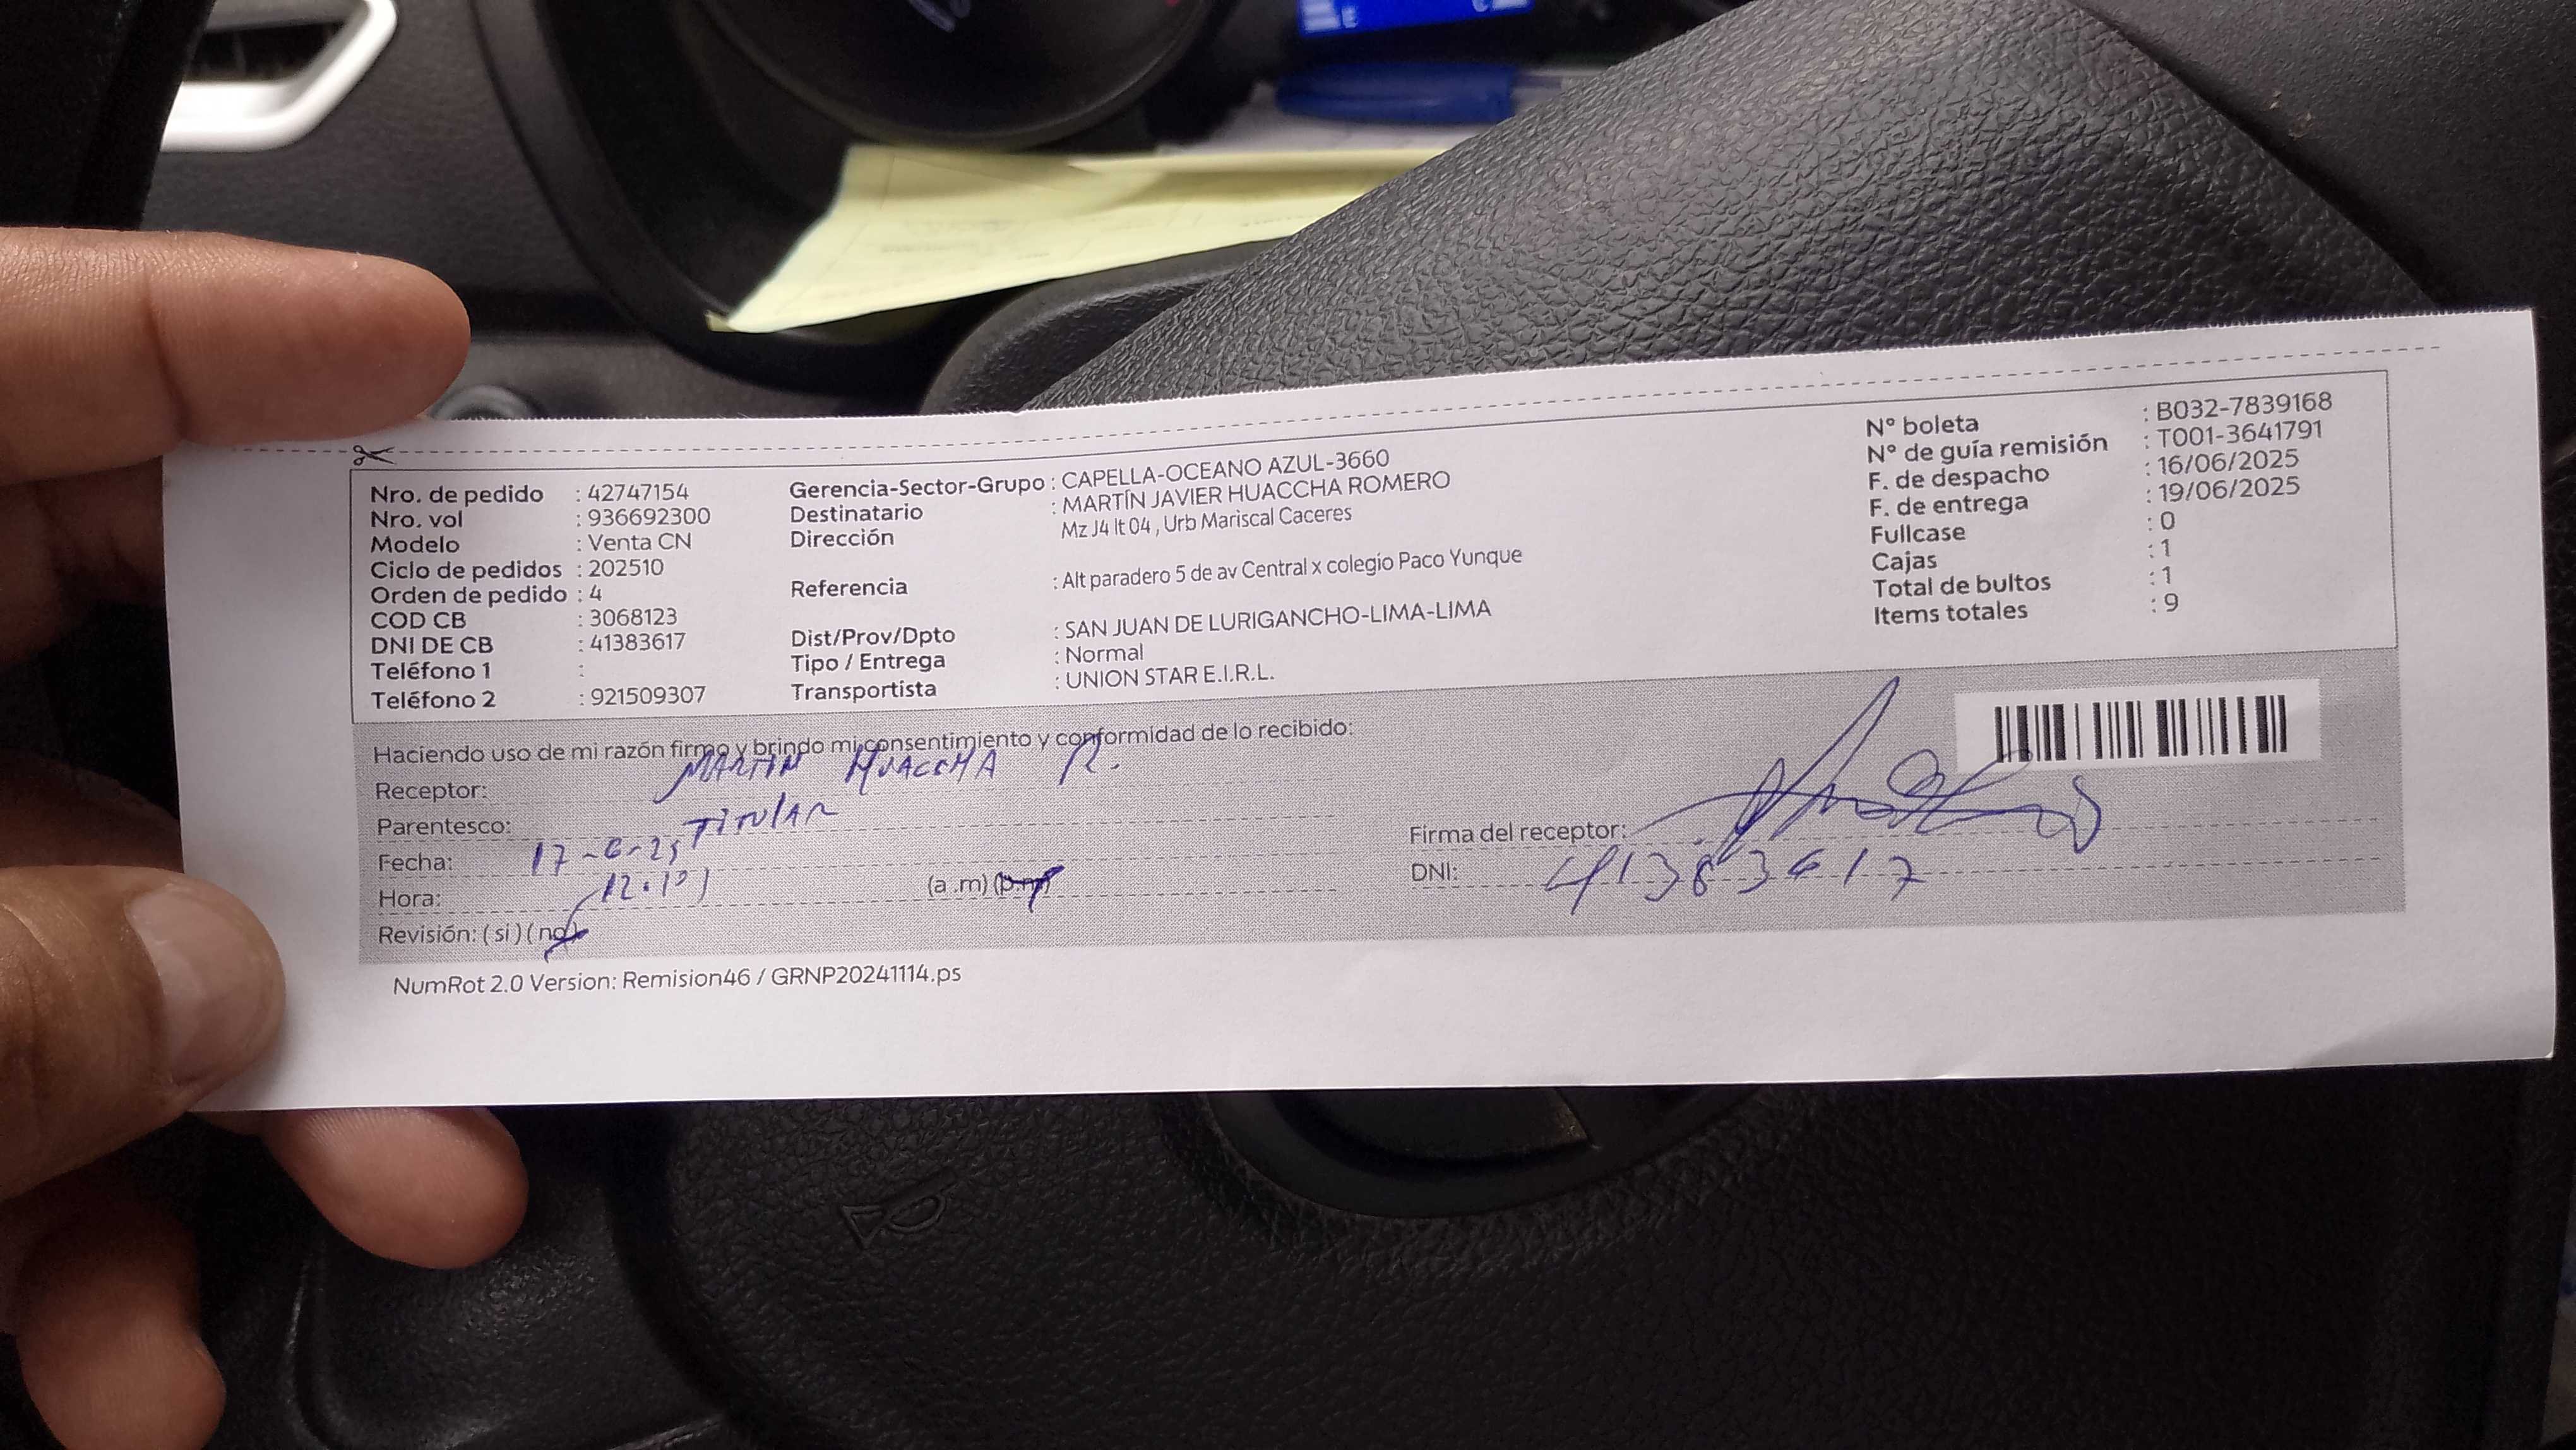 Nro. de pedido : 42747154
Nro. vol : 936692300
Modelo : Venta CN
Ciclo de pedidos : 202510
Orden de pedido : 4
COD CB : 3068123
DNI DE CB : 41383617
Teléfono 1 :
Teléfono 2 : 921509307
Gerencia-Sector-Grupo : CAPELLA-OCEANO AZUL-3660
Destinatario : MARTÍN JAVIER HUACCHA ROMERO
Dirección Mz J4 lt 04 , Urb Mariscal Caceres
Referencia : Alt paradero 5 de av Central x colegio Paco Yunque
Dist/Prov/Dpto : SAN JUAN DE LURIGANCHO-LIMA-LIMA
Tipo / Entrega : Normal
Transportista : UNION STAR E.I.R.L.
N° boleta : B032-7839168
N° de guía remisión : T001-3641791
F. de despacho : 16/06/2025
F. de entrega : 19/06/2025
Fullcase : 0
Cajas : 1
Total de bultos : 1
Items totales : 9
Haciendo uso de mi razón firmo y brindo mi consentimiento y conformidad de lo recibido:
Receptor: MARTIN HUACCHA R.
Parentesco: TITULAR
Fecha: 17-6-25
Hora: (a .m) (p.m)
Revisión: ( si ) ( no )
Firma del receptor:
DNI: 41383617
NumRot 2.0 Version: Remision46 / GRNP20241114.ps